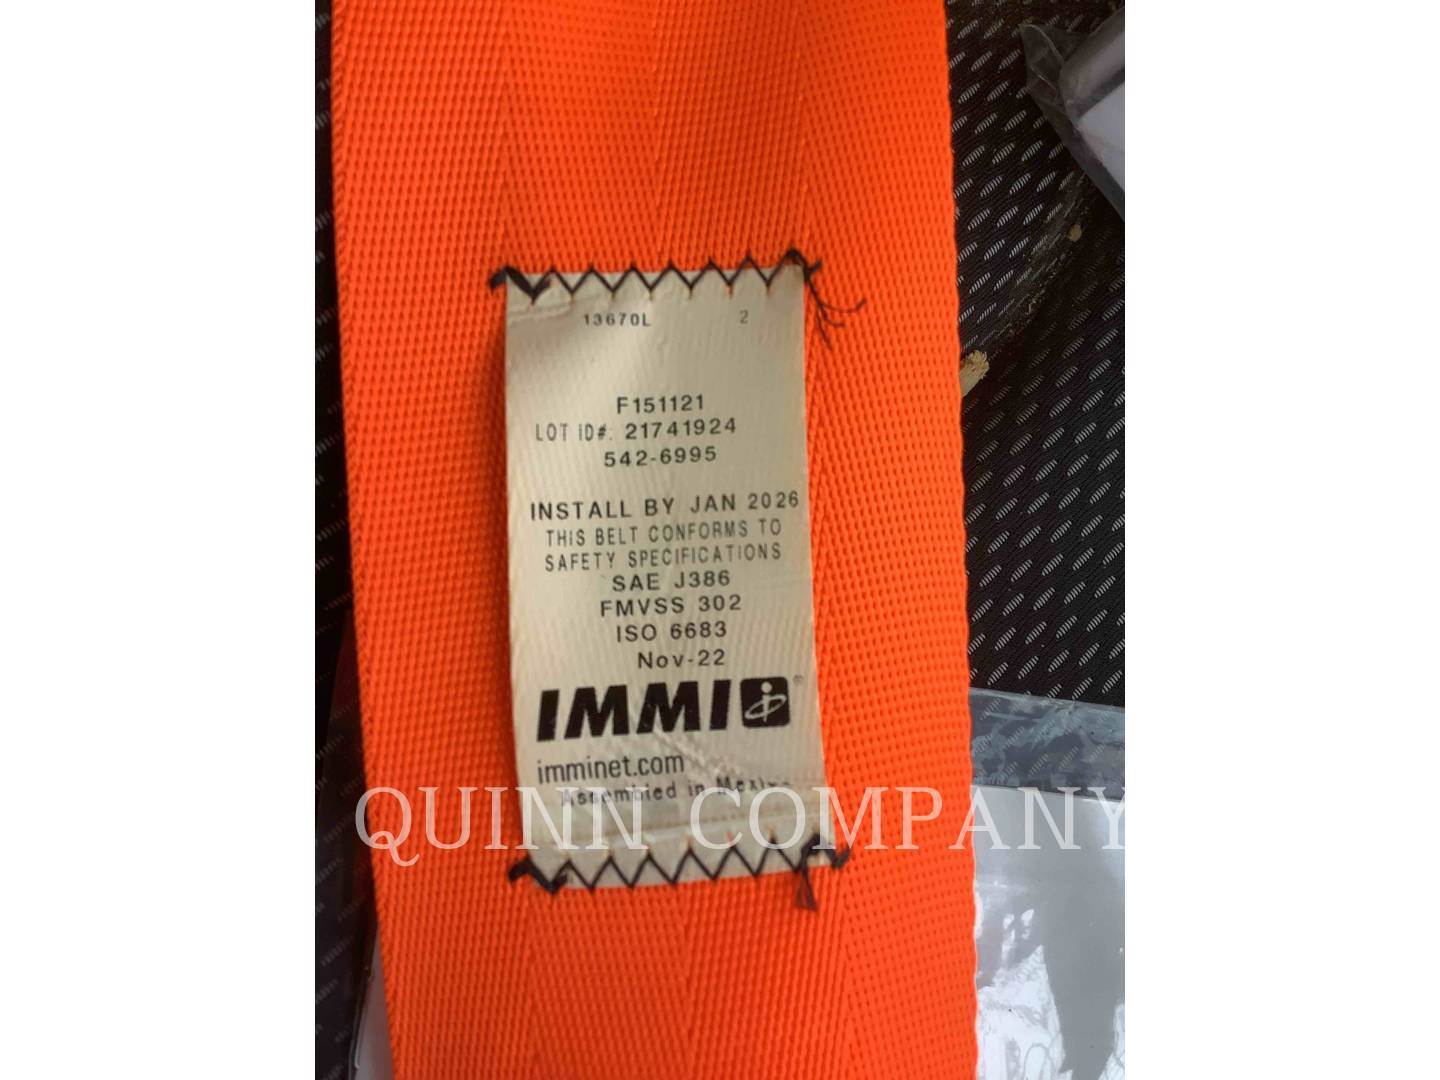 13670L 2
F151121
LOT ID#: 21741924
542-6995
INSTALL BY JAN 2026
THIS BELT CONFORMS TO
SAFETY SPECIFICATIONS
SAE J386
FMVSS 302
ISO 6683
Nov-22
IMMI ®
imminet.com
Assembled in Mexico
QUINN COMPANY